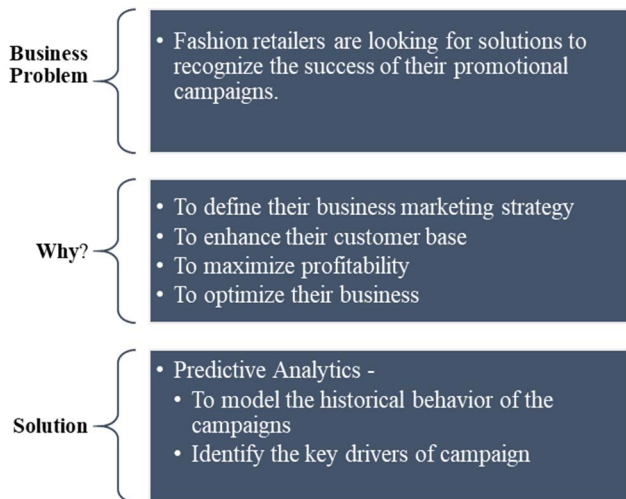 Business
Problem
• Fashion retailers are looking for solutions to
recognize the success of their promotional
campaigns.
Why?
• To define their business marketing strategy
• To enhance their customer base
• To maximize profitability
• To optimize their business
Solution
• Predictive Analytics -
• To model the historical behavior of the
campaigns
• Identify the key drivers of campaign